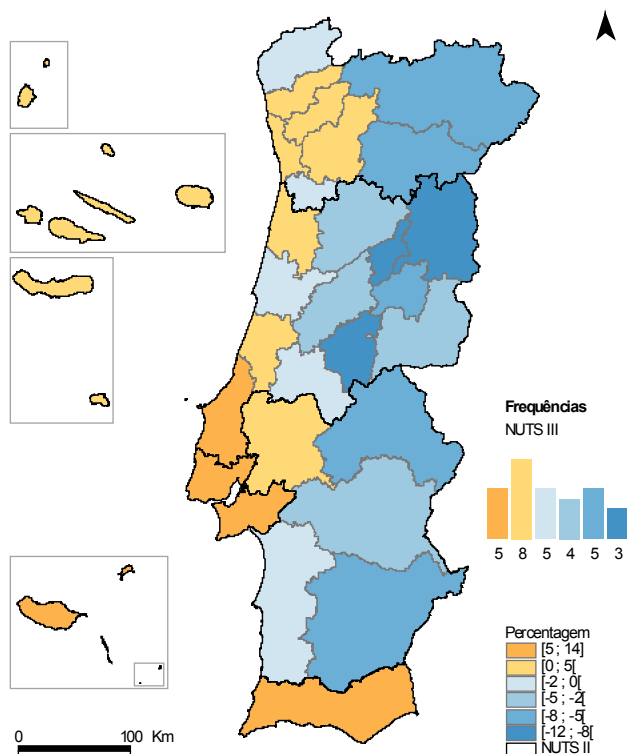 Frequências
NUTS III
5 8 5 4 5 3
Percentagem
[5 ; 14]
[0 ; 5[
[-2 ; 0[
[-5 ; -2[
[-8 ; -5[
[-12 ; -8[
NUTS II
0 100 Km